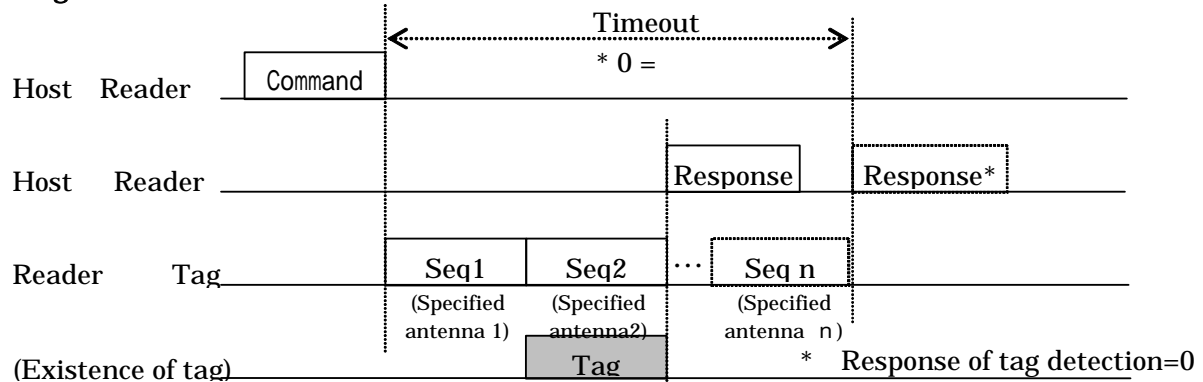 Timeout
* 0 =
Host Reader Command
Host Reader Response Response*
Reader Tag Seq1 Seq2 ... Seq n
(Specified antenna 1) (Specified antenna2) (Specified antenna n)
(Existence of tag) Tag * Response of tag detection=0